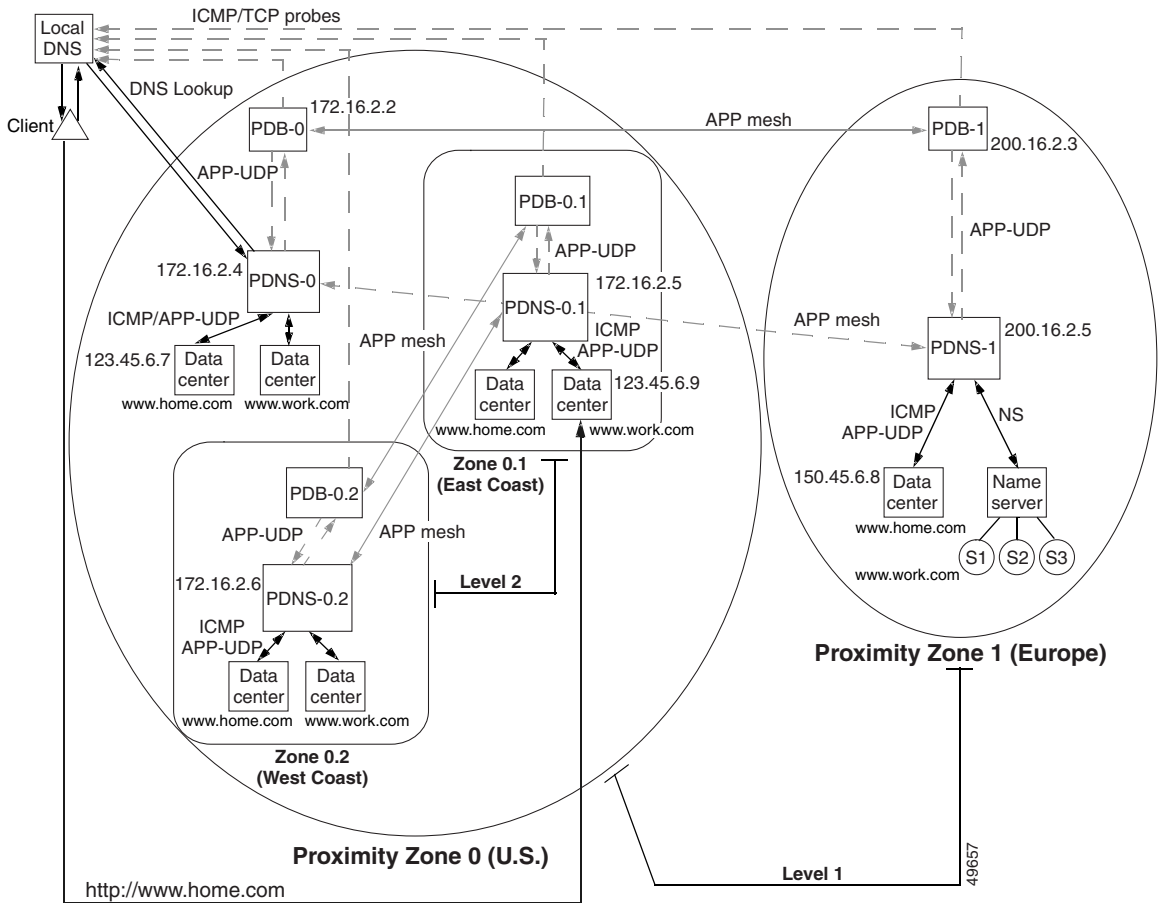 ICMP/TCP probes
Local
DNS
DNS Lookup
Client
172.16.2.2
PDB-0
APP mesh
PDB-1
200.16.2.3
APP-UDP
PDB-0.1
APP-UDP
APP-UDP
172.16.2.4
PDNS-0
172.16.2.5
PDNS-0.1
ICMP/APP-UDP
APP mesh
ICMP
APP-UDP
APP mesh
200.16.2.5
PDNS-1
123.45.6.7
Data
center
Data
center
www.home.com
www.work.com
Data
center
Data
center
123.45.6.9
www.home.com
www.work.com
ICMP
APP-UDP
NS
Zone 0.1
(East Coast)
150.45.6.8
Data
center
Name
server
www.home.com
www.work.com
S1
S2
S3
PDB-0.2
APP-UDP
APP mesh
172.16.2.6
PDNS-0.2
Level 2
ICMP
APP-UDP
Data
center
Data
center
www.home.com
www.work.com
Zone 0.2
(West Coast)
Proximity Zone 1 (Europe)
Proximity Zone 0 (U.S.)
Level 1
49657
http://www.home.com